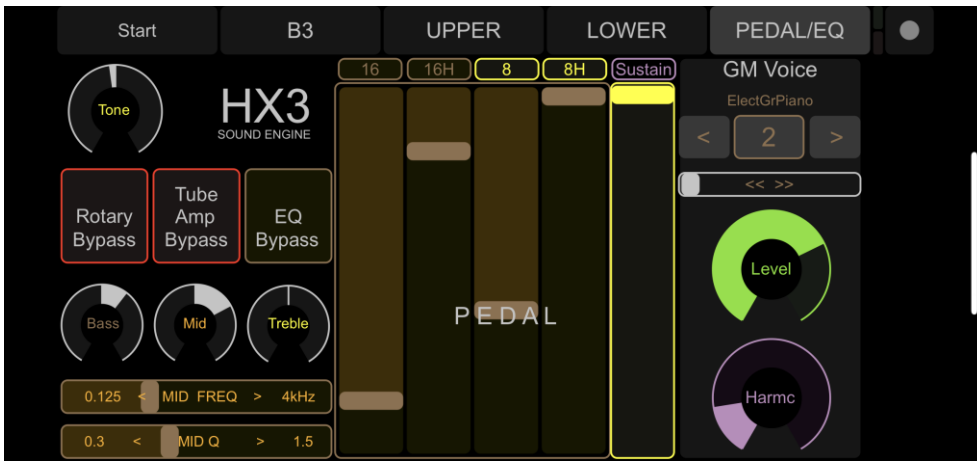 Start
B3
UPPER
LOWER
PEDAL/EQ
Tone
HX3
SOUND ENGINE
16
16H
8
8H
Sustain
GM Voice
ElectGrPiano
<
2
>
<< >>
Rotary
Bypass
Tube
Amp
Bypass
EQ
Bypass
Level
Bass
Mid
Treble
PEDAL
0.125 < MID FREQ > 4kHz
0.3 < MID Q > 1.5
Harmc